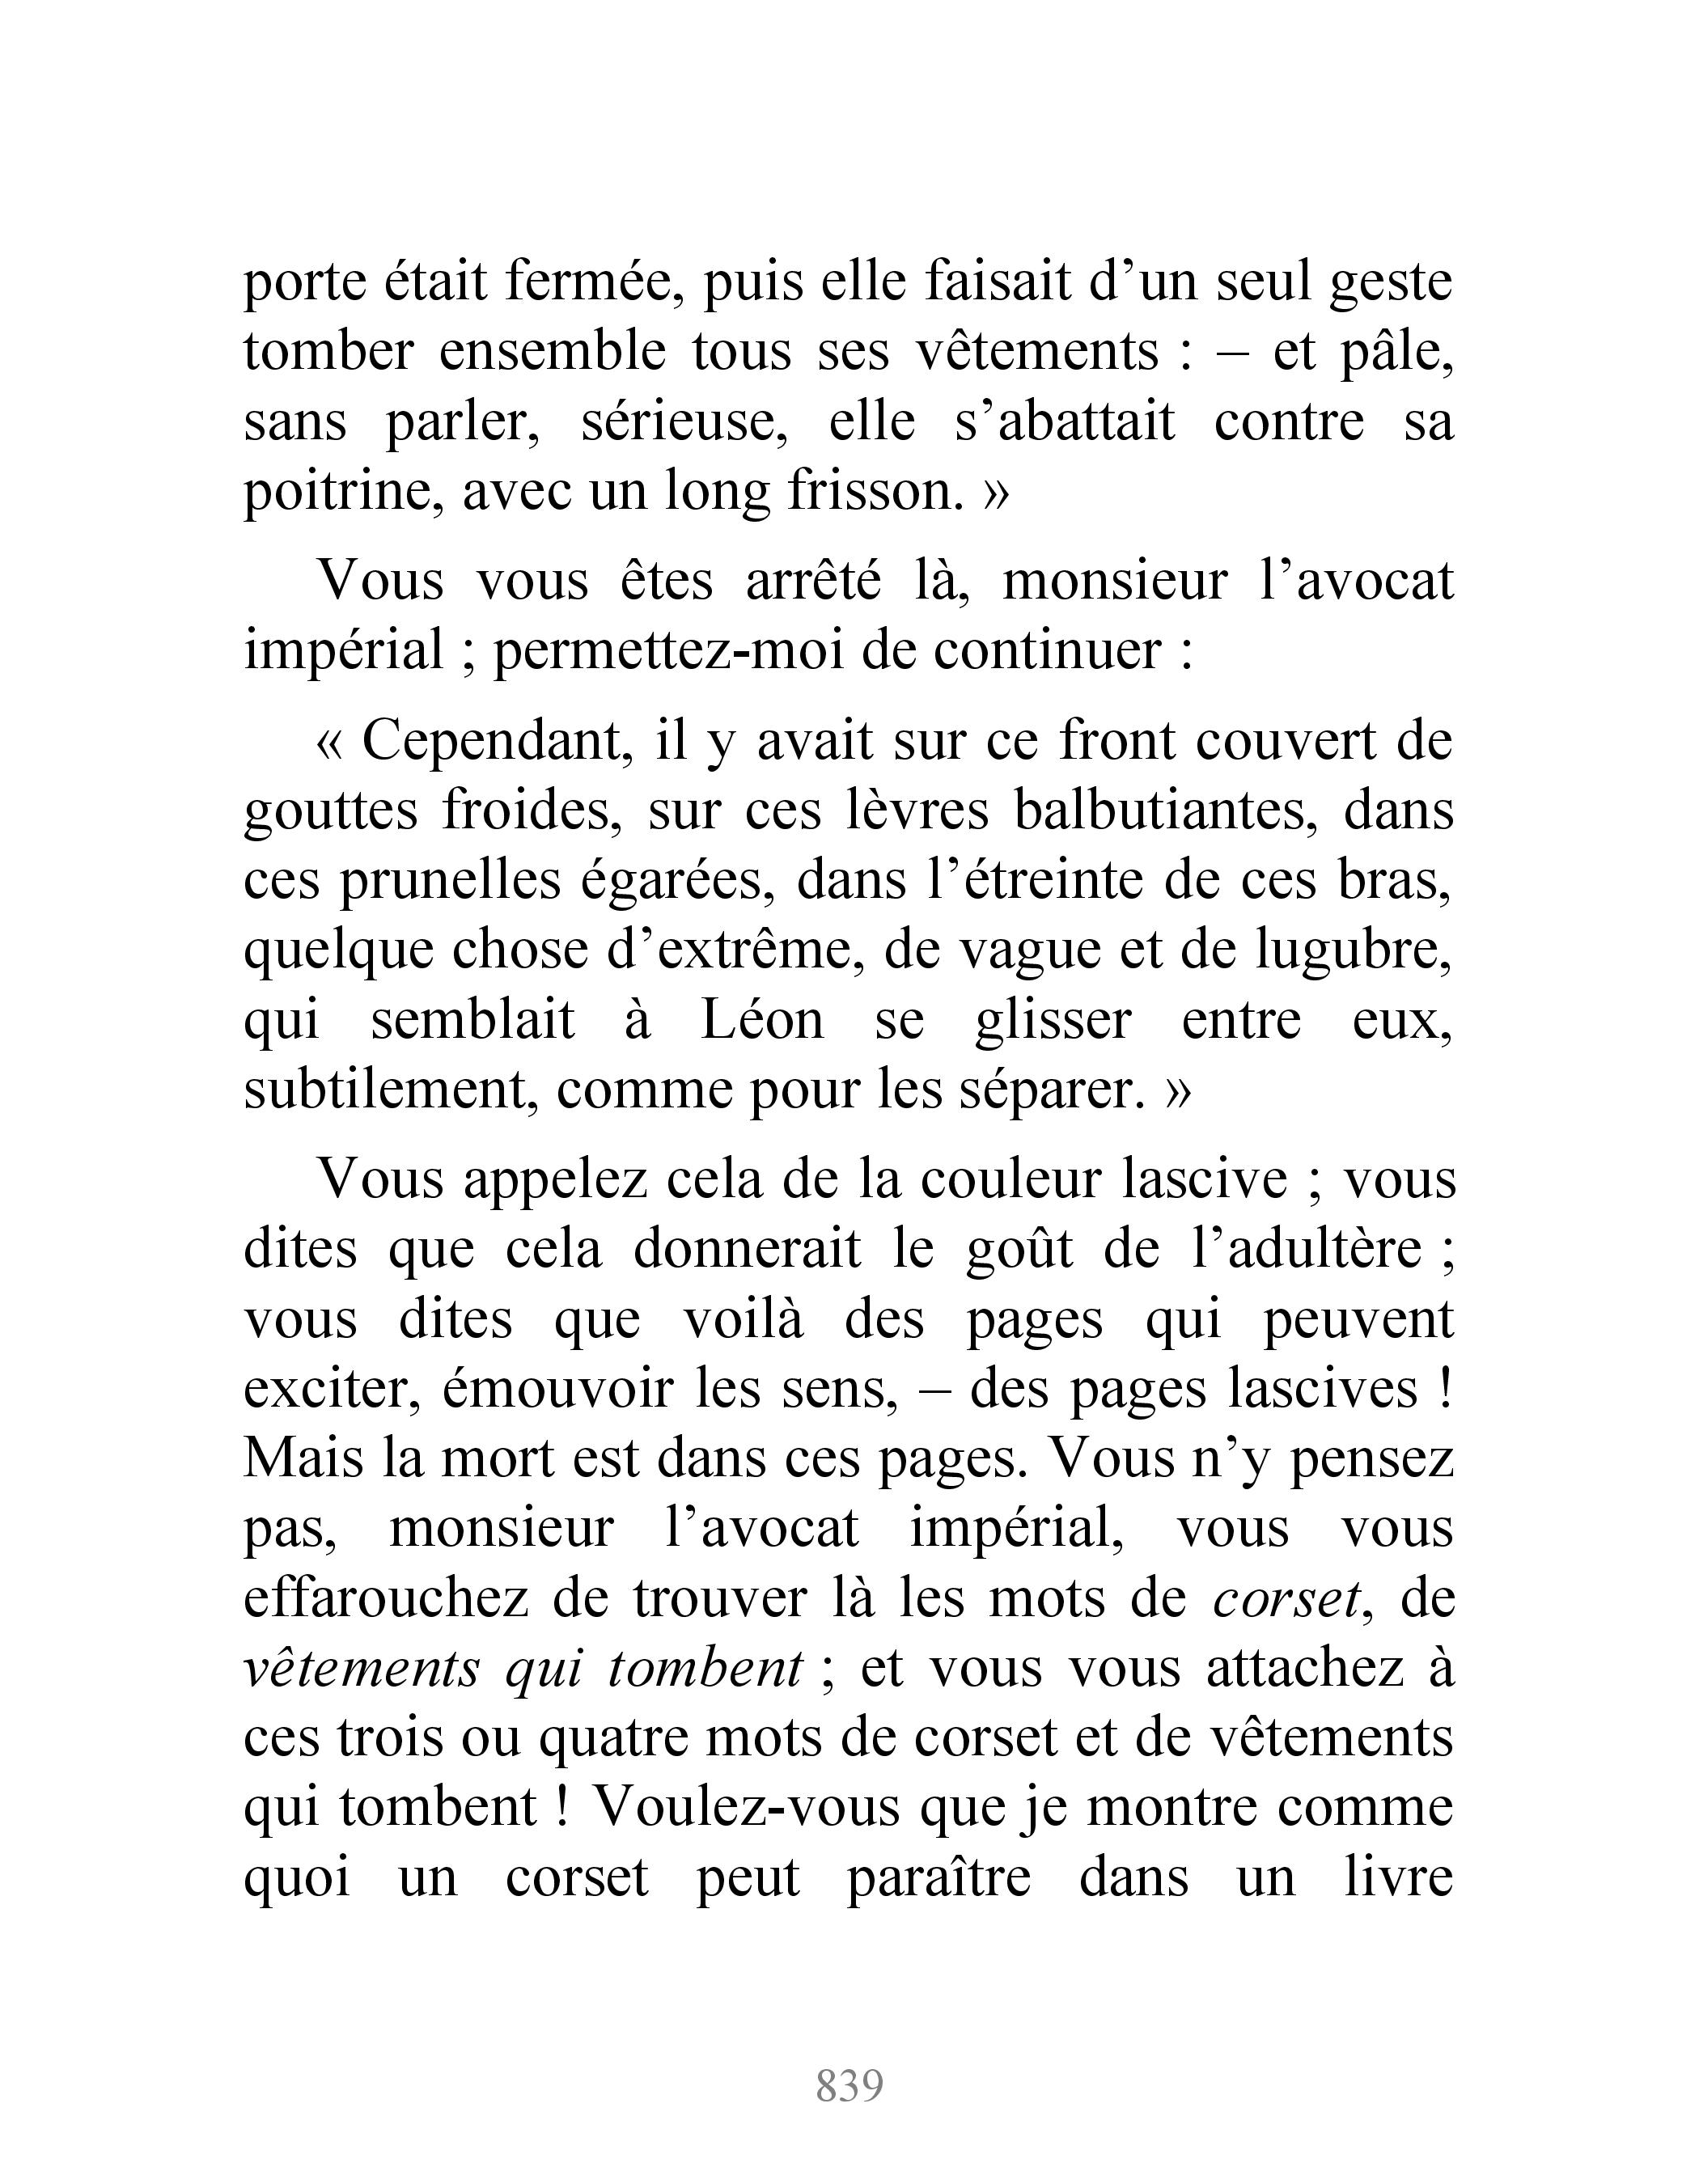 porte était fermée, puis elle faisait d’un seul geste
tomber ensemble tous ses vêtements : – et pâle,
sans parler, sérieuse, elle s’abattait contre sa
poitrine, avec un long frisson. »
Vous vous êtes arrêté là, monsieur l’avocat
impérial ; permettez-moi de continuer :
« Cependant, il y avait sur ce front couvert de
gouttes froides, sur ces lèvres balbutiantes, dans
ces prunelles égarées, dans l’étreinte de ces bras,
quelque chose d’extrême, de vague et de lugubre,
qui semblait à Léon se glisser entre eux,
subtilement, comme pour les séparer. »
Vous appelez cela de la couleur lascive ; vous
dites que cela donnerait le goût de l’adultère ;
vous dites que voilà des pages qui peuvent
exciter, émouvoir les sens, – des pages lascives !
Mais la mort est dans ces pages. Vous n’y pensez
pas, monsieur l’avocat impérial, vous vous
effarouchez de trouver là les mots de corset, de
vêtements qui tombent ; et vous vous attachez à
ces trois ou quatre mots de corset et de vêtements
qui tombent ! Voulez-vous que je montre comme
quoi un corset peut paraître dans un livre
839